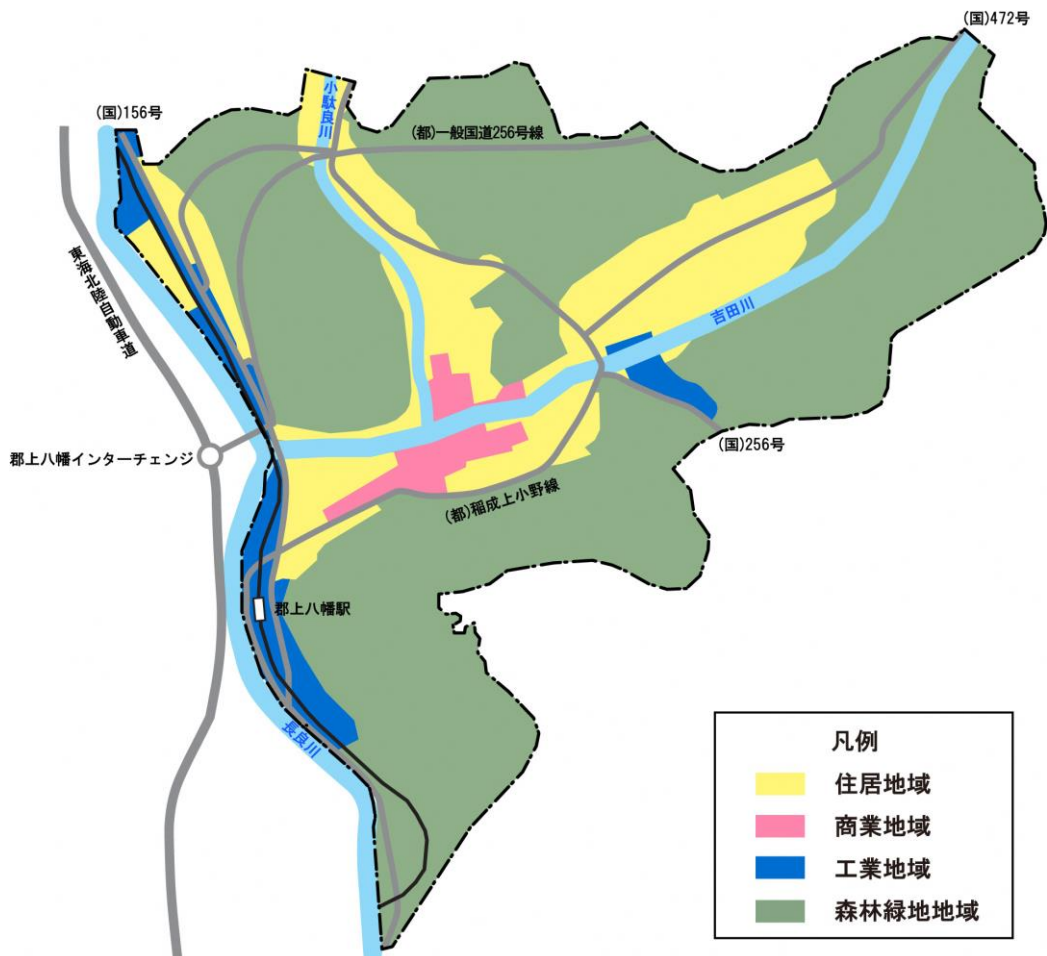 (国)472号
(国)156号
小駄良川
(都)一般国道256号線
東海北陸自動車道
吉田川
(国)256号
郡上八幡インターチェンジ
(都)稲成上小野線
郡上八幡駅
長良川
凡例
住居地域
商業地域
工業地域
森林緑地地域